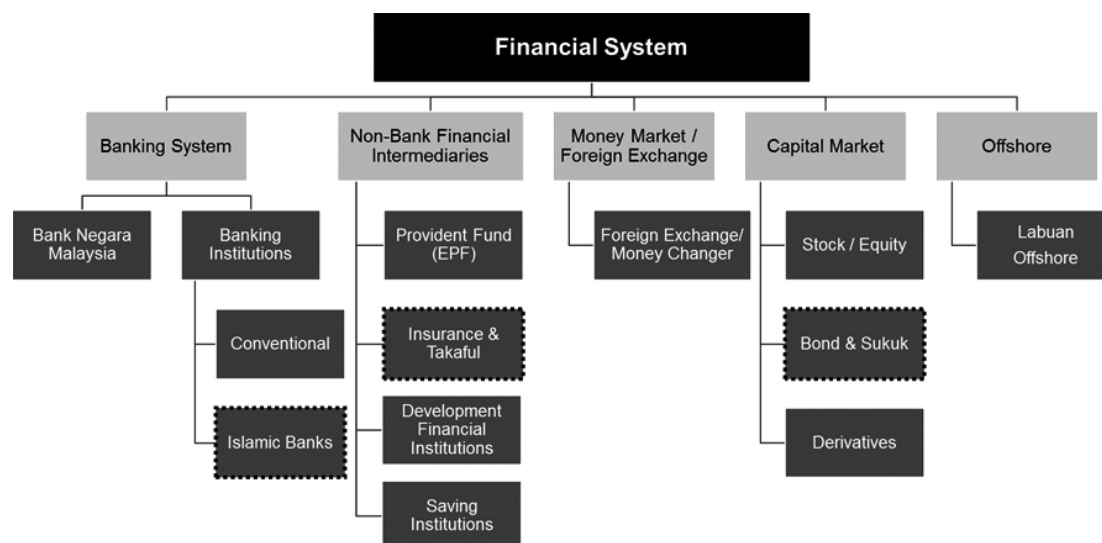 Financial System
Banking System
Non-Bank Financial
Intermediaries
Money Market /
Foreign Exchange
Capital Market
Offshore
Bank Negara
Malaysia
Banking
Institutions
Provident Fund
(EPF)
Foreign Exchange/
Money Changer
Stock / Equity
Labuan
Offshore
Conventional
Insurance &
Takaful
Bond & Sukuk
Islamic Banks
Development
Financial
Institutions
Derivatives
Saving
Institutions